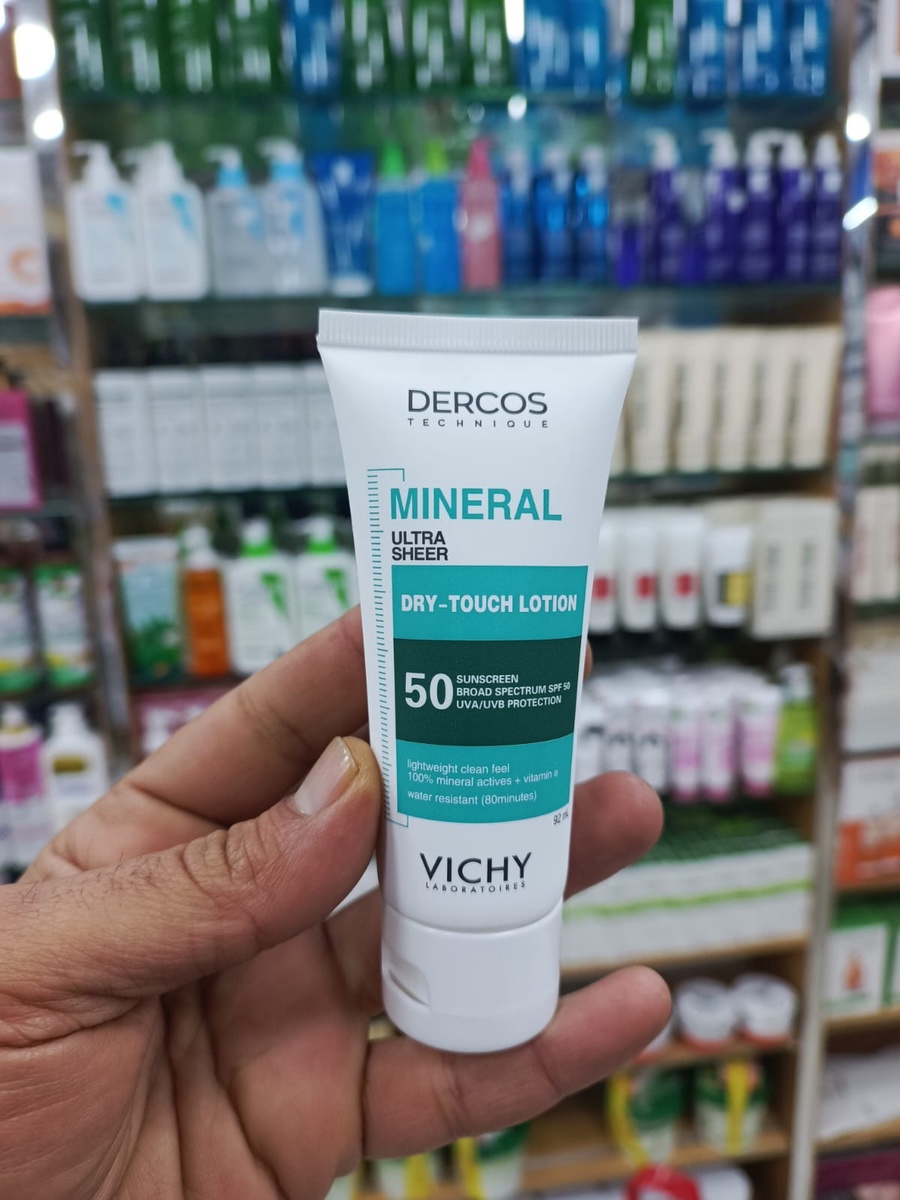 DERCOS
TECHNIQUE
MINERAL
ULTRA
SHEER
DRY-TOUCH LOTION
50
SUNSCREEN
BROAD SPECTRUM SPF 50
UVA/UVB PROTECTION
lightweight clean feel
100% mineral actives + vitamin e
water resistant (80minutes)
92 mL
VICHY
LABORATOIRES